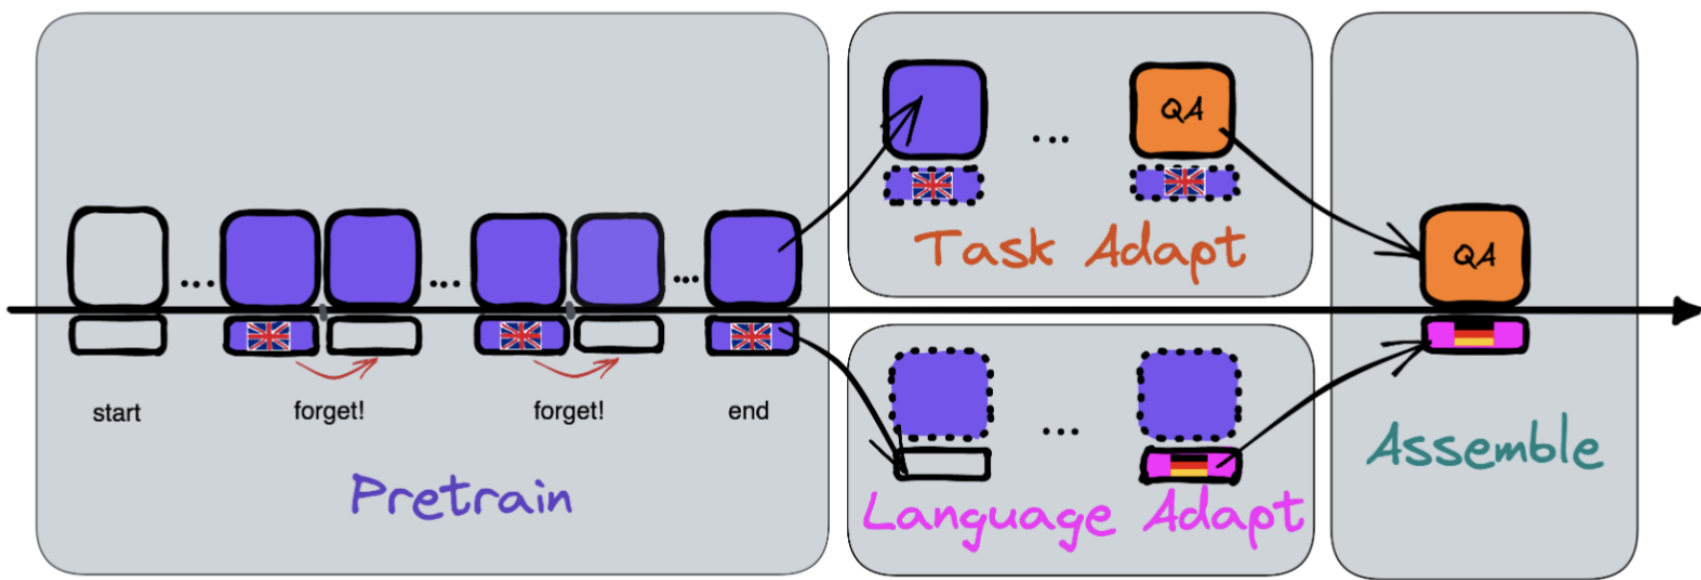 start
forget!
forget!
end
Pretrain
QA
Task Adapt
Language Adapt
QA
Assemble